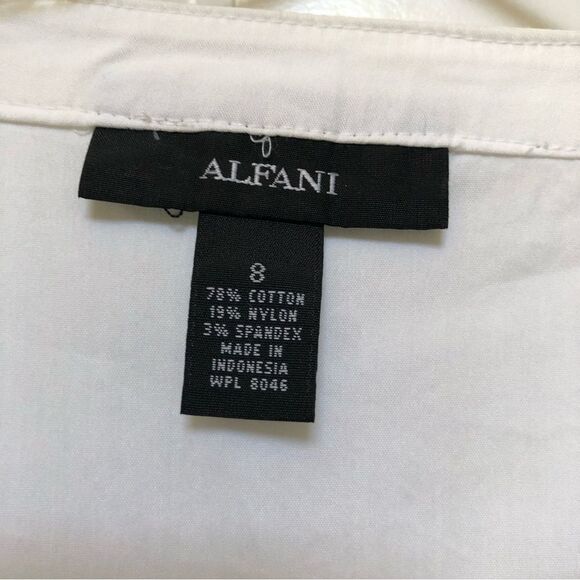 ALFANI
8
78% COTTON
19% NYLON
3% SPANDEX
MADE IN
INDONESIA
WPL 8046